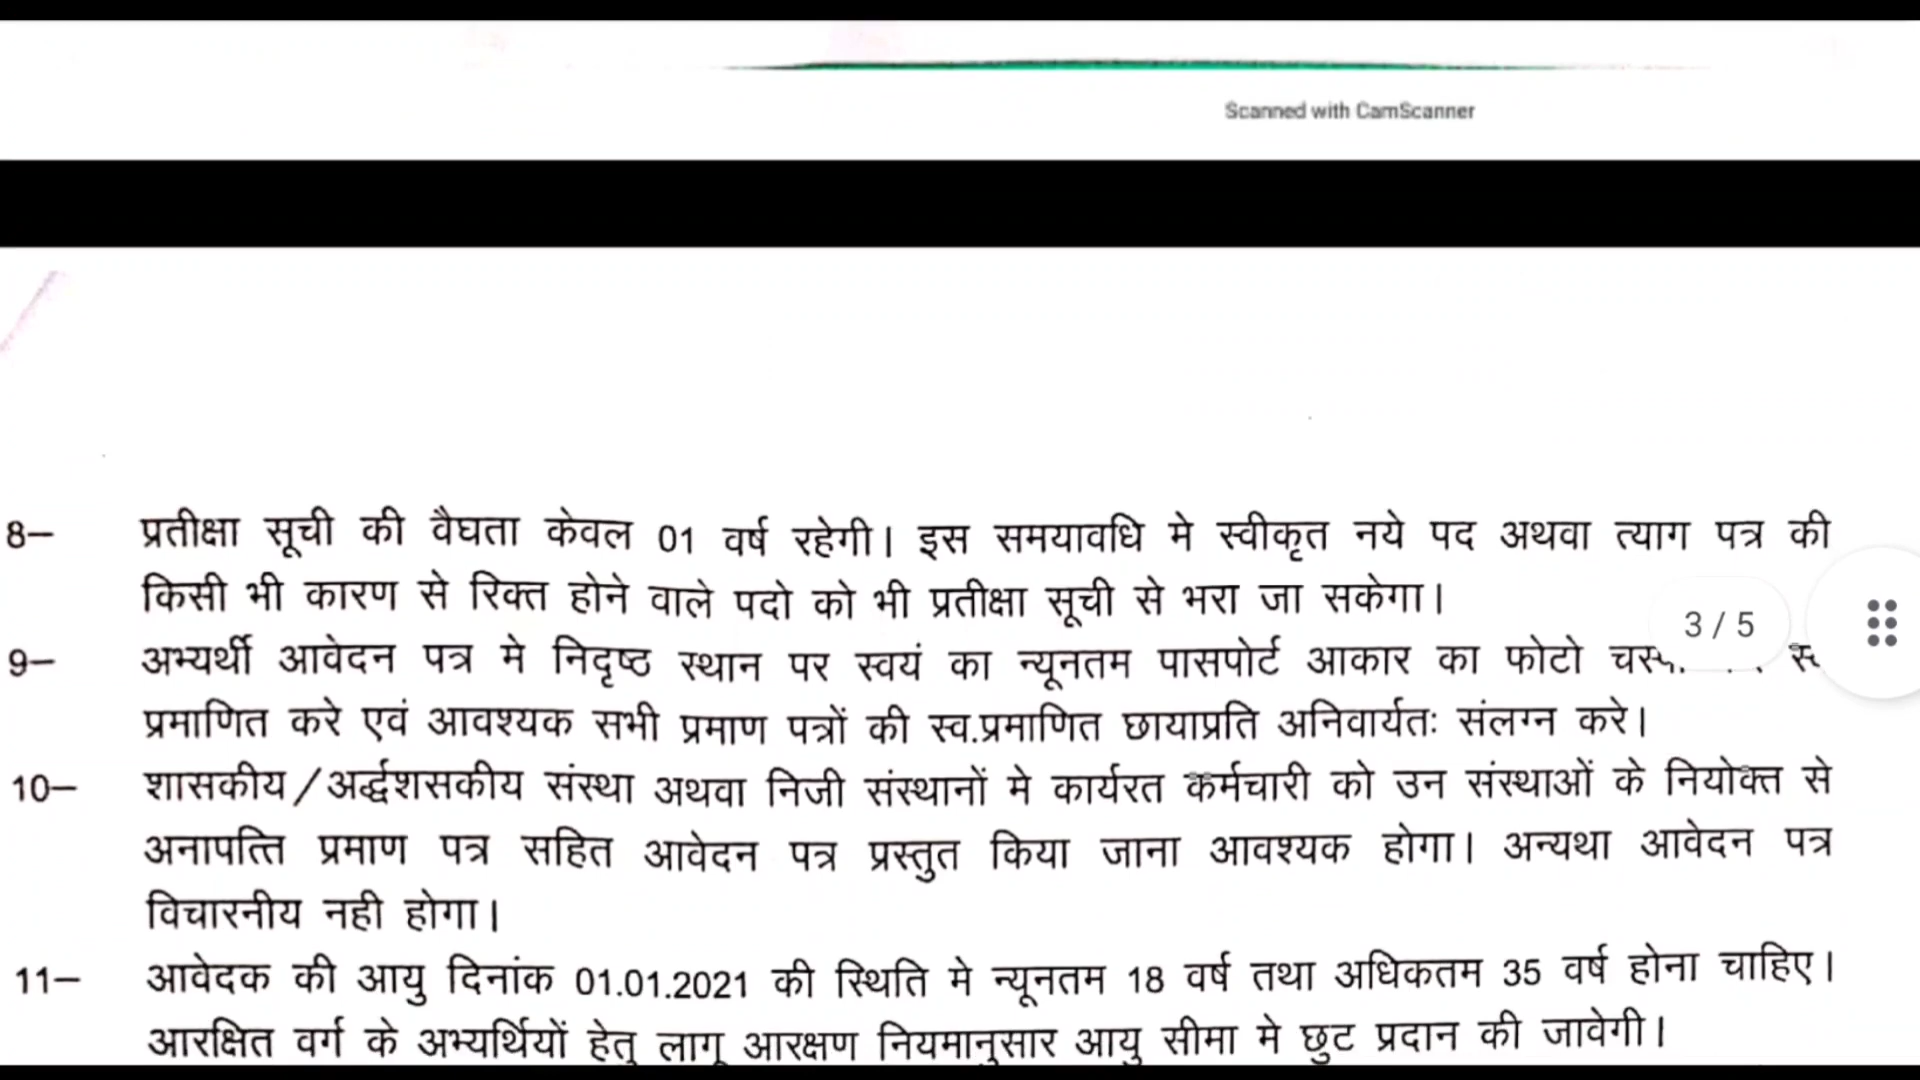 Scanned with CamScanner
8– प्रतीक्षा सूची की वैघता केवल 01 वर्ष रहेगी। इस समयावधि मे स्वीकृत नये पद अथवा त्याग पत्र की
किसी भी कारण से रिक्त होने वाले पदो को भी प्रतीक्षा सूची से भरा जा सकेगा।
3 / 5
9– अभ्यर्थी आवेदन पत्र मे निदृष्ठ स्थान पर स्वयं का न्यूनतम पासपोर्ट आकार का फोटो
प्रमाणित करे एवं आवश्यक सभी प्रमाण पत्रों की स्व.प्रमाणित छायाप्रति अनिवार्यतः संलग्न करे।
10– शासकीय/अर्द्धशसकीय संस्था अथवा निजी संस्थानों मे कार्यरत कर्मचारी को उन संस्थाओं के नियोक्त से
अनापत्ति प्रमाण पत्र सहित आवेदन पत्र प्रस्तुत किया जाना आवश्यक होगा। अन्यथा आवेदन पत्र
विचारनीय नही होगा।
11– आवेदक की आयु दिनांक 01.01.2021 की स्थिति मे न्यूनतम 18 वर्ष तथा अधिकतम 35 वर्ष होना चाहिए।
आरक्षित वर्ग के अभ्यर्थियों हेतु लागू आरक्षण नियमानुसार आयु सीमा मे छुट प्रदान की जावेगी।